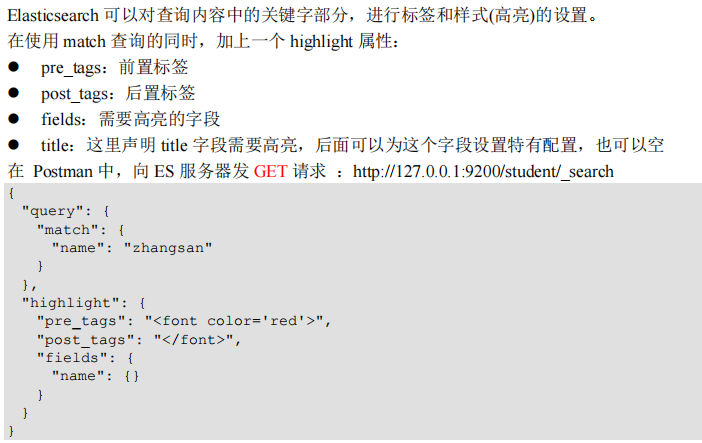 Elasticsearch 可以对查询内容中的关键字部分，进行标签和样式(高亮)的设置。
在使用 match 查询的同时，加上一个 highlight 属性：
● pre_tags：前置标签
● post_tags：后置标签
● fields：需要高亮的字段
● title：这里声明 title 字段需要高亮，后面可以为这个字段设置特有配置，也可以空
在 Postman 中，向 ES 服务器发 GET 请求 ：http://127.0.0.1:9200/student/_search
{
  "query": {
    "match": {
      "name": "zhangsan"
    }
  },
  "highlight": {
    "pre_tags": "<font color='red'>",
    "post_tags": "</font>",
    "fields": {
      "name": {}
    }
  }
}